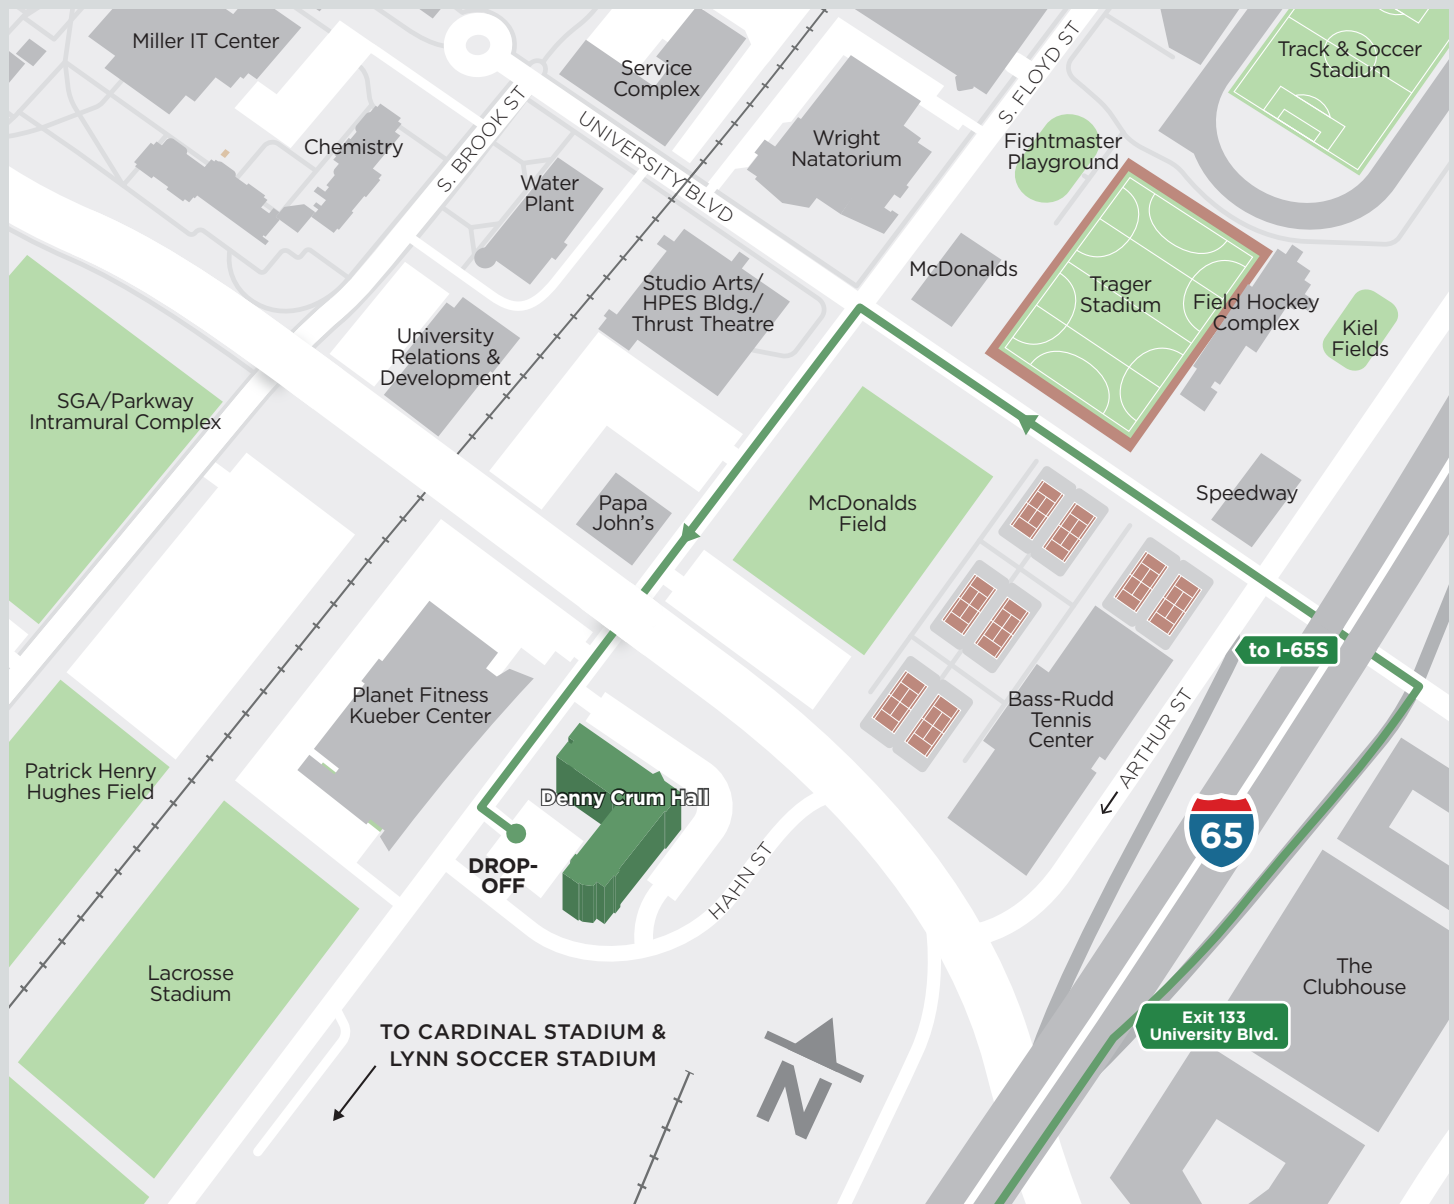 Miller IT Center
Service
Complex
Track & Soccer
Stadium
S. FLOYD ST
Chemistry
S. BROOK ST
UNIVERSITY BLVD
Wright
Natatorium
Fightmaster
Playground
Water
Plant
McDonalds
Studio Arts/
HPES Bldg./
Thrust Theatre
Trager
Stadium
Field Hockey
Complex
Kiel
Fields
University
Relations &
Development
SGA/Parkway
Intramural Complex
Papa
John's
McDonalds
Field
Speedway
to I-65S
Planet Fitness
Kueber Center
Bass-Rudd
Tennis
Center
ARTHUR ST
Patrick Henry
Hughes Field
Denny Crum Hall
65
DROP-
OFF
HAHN ST
Lacrosse
Stadium
The
Clubhouse
Exit 133
University Blvd.
TO CARDINAL STADIUM &
LYNN SOCCER STADIUM
N